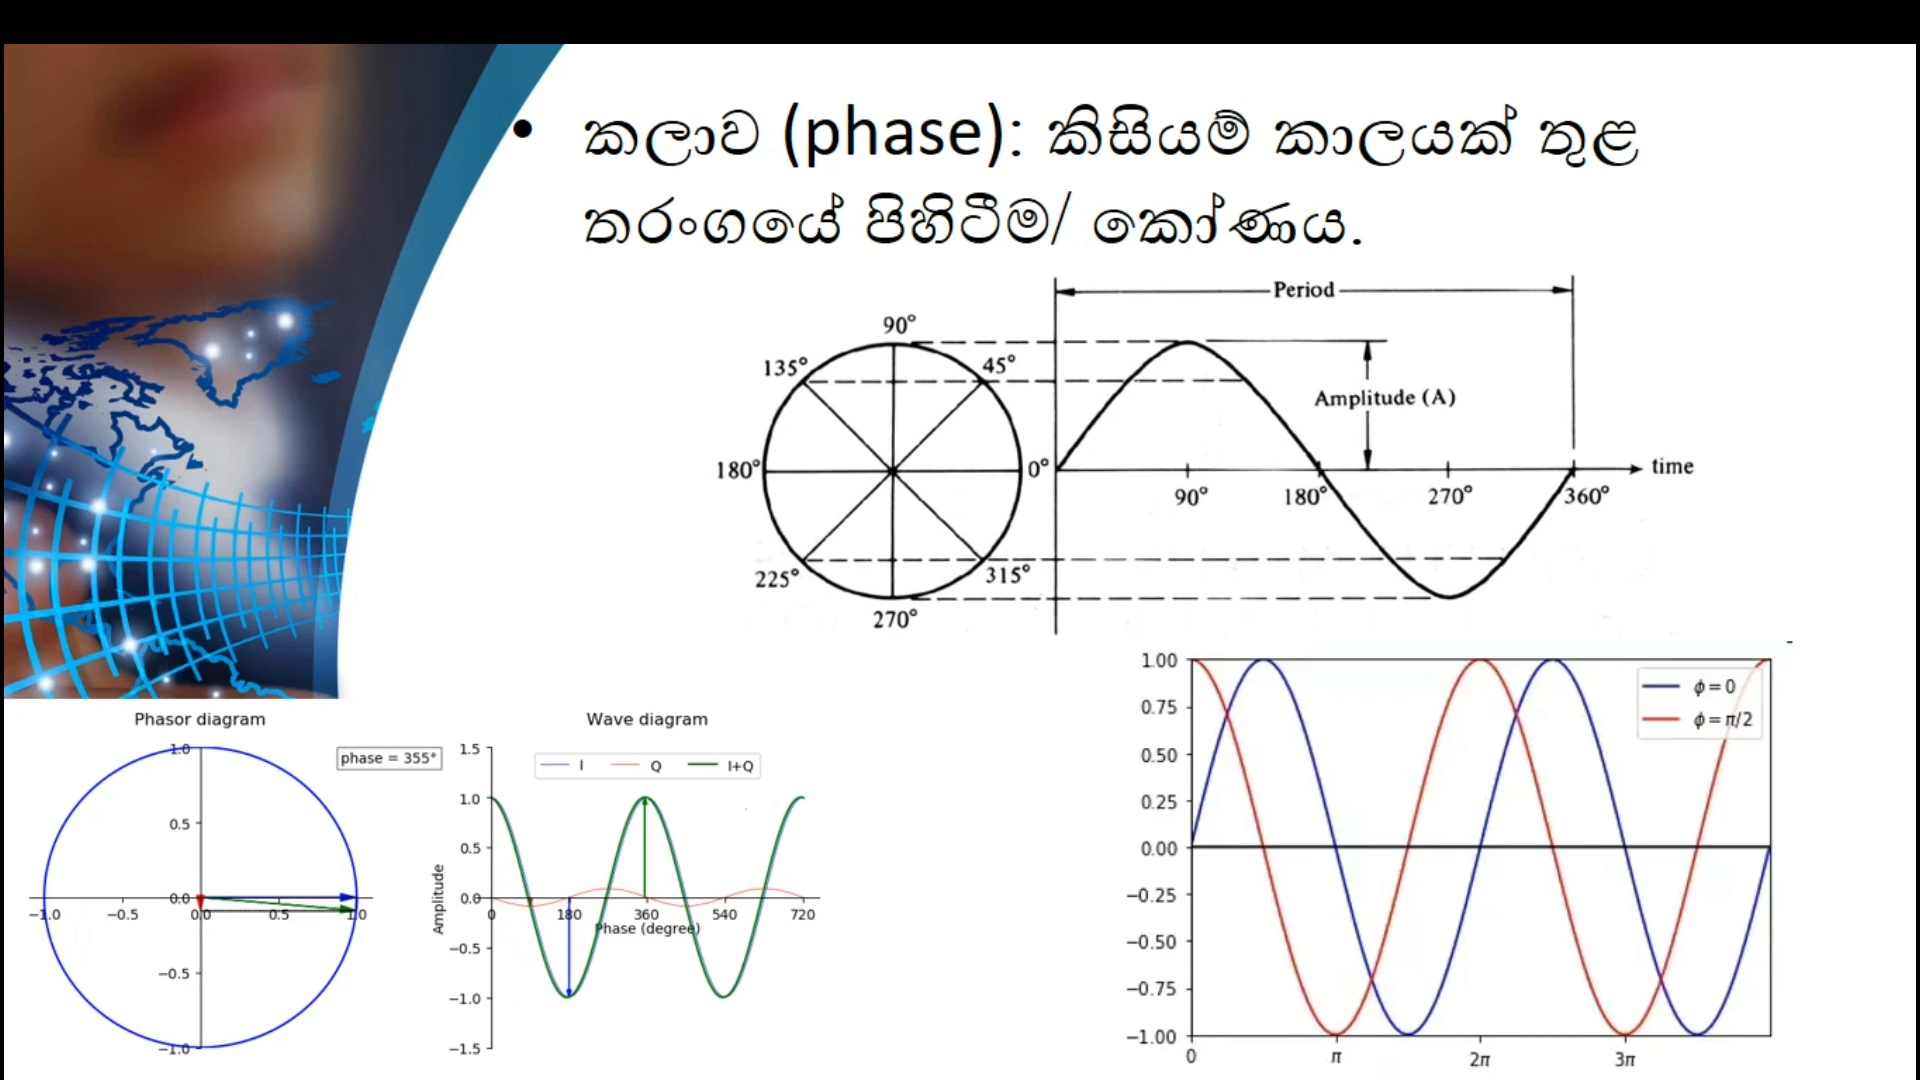 • කලාව (phase): කිසියම් කාලයක් තුළ
තරංගයේ පිහිටීම/ කෝණය.
Period
90°
135°
45°
Amplitude (A)
180°
0°
time
90°
180°
270°
360°
225°
315°
270°
Phasor diagram
phase = 355°
1.0
0.5
0.0
−1.0
−0.5
0.0
0.5
1.0
−0.5
−1.0
Wave diagram
I
Q
I+Q
Amplitude
1.5
1.0
0.5
0.0
−0.5
−1.0
−1.5
0
180
360
540
720
Phase (degree)
ϕ = 0
ϕ = π/2
1.00
0.75
0.50
0.25
0.00
−0.25
−0.50
−0.75
−1.00
0
π
2π
3π